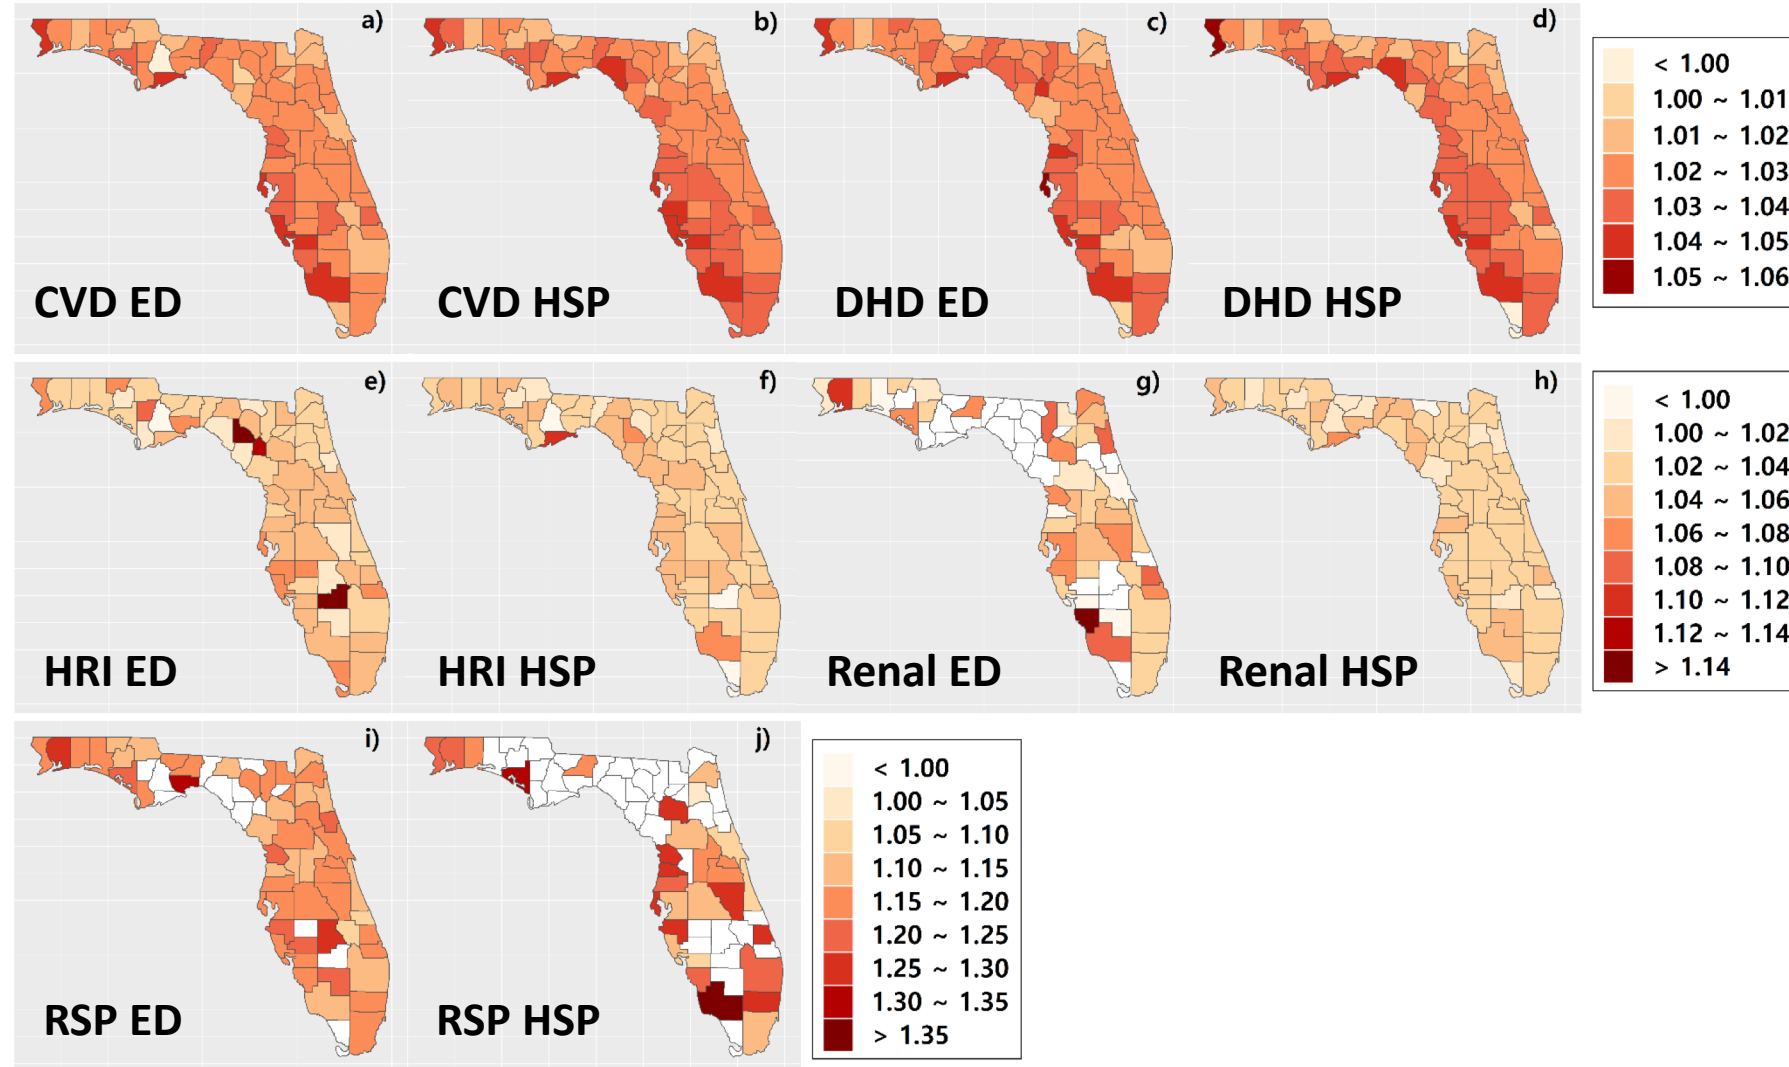 a)
b)
c)
d)
CVD ED
CVD HSP
DHD ED
DHD HSP
< 1.00
1.00 ~ 1.01
1.01 ~ 1.02
1.02 ~ 1.03
1.03 ~ 1.04
1.04 ~ 1.05
1.05 ~ 1.06
e)
f)
g)
h)
HRI ED
HRI HSP
Renal ED
Renal HSP
< 1.00
1.00 ~ 1.02
1.02 ~ 1.04
1.04 ~ 1.06
1.06 ~ 1.08
1.08 ~ 1.10
1.10 ~ 1.12
1.12 ~ 1.14
> 1.14
i)
j)
RSP ED
RSP HSP
< 1.00
1.00 ~ 1.05
1.05 ~ 1.10
1.10 ~ 1.15
1.15 ~ 1.20
1.20 ~ 1.25
1.25 ~ 1.30
1.30 ~ 1.35
> 1.35